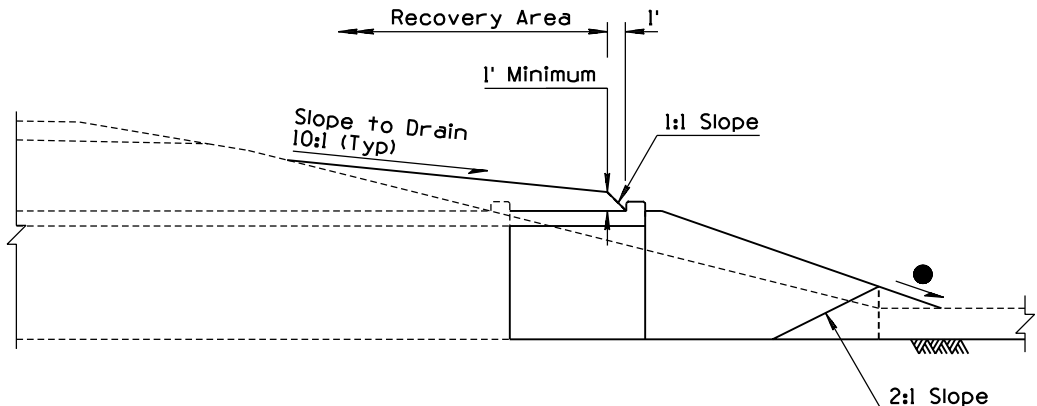 Recovery Area
1'
1' Minimum
Slope to Drain
10:1 (Typ)
1:1 Slope
2:1 Slope